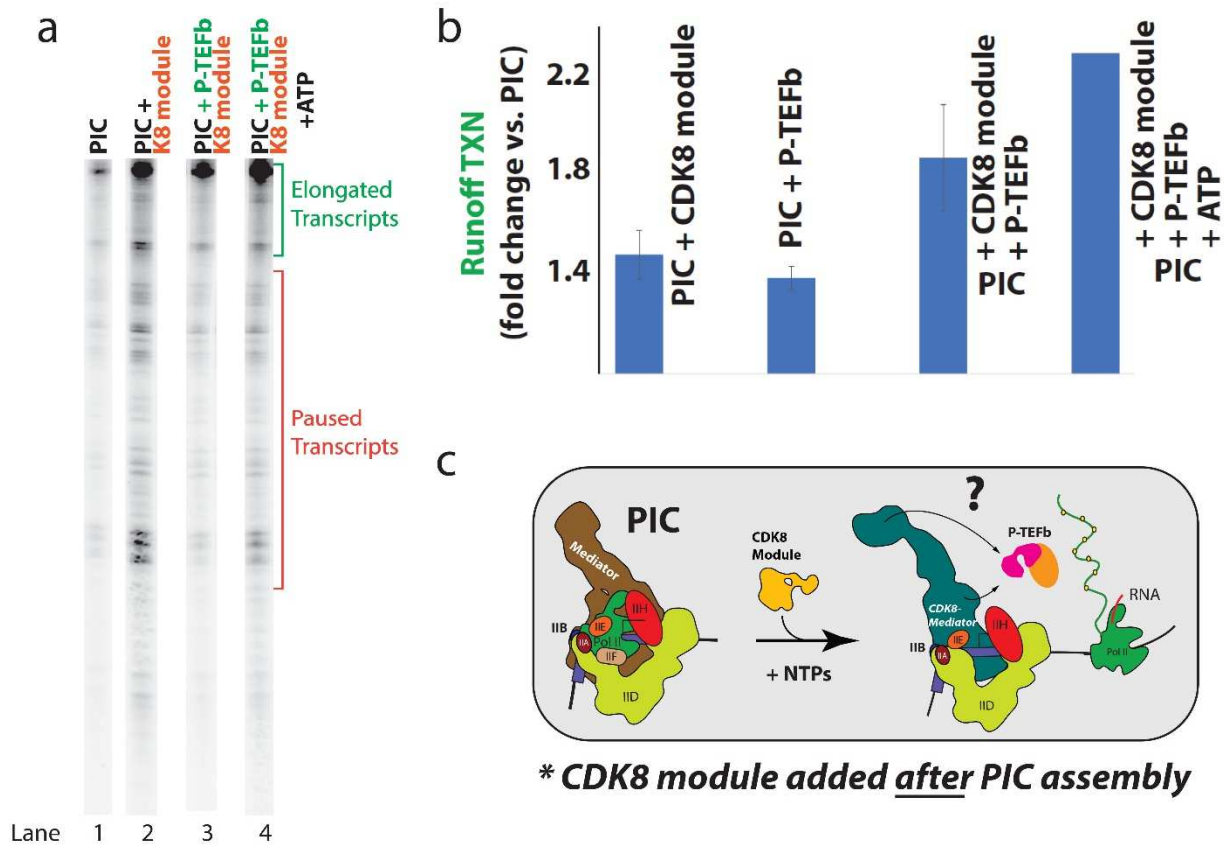 a
PIC
PIC +
K8 module
PIC + P-TEFb
K8 module
PIC + P-TEFb
K8 module
+ATP
Elongated
Transcripts
Paused
Transcripts
Lane 1 2 3 4
b
Runoff TXN
(fold change vs. PIC)
2.2
1.8
1.4
PIC + CDK8 module
PIC + P-TEFb
+ CDK8 module
PIC + P-TEFb
+ CDK8 module
+ P-TEFb
PIC + ATP
c
PIC
Mediator
IIH
IIE
IIB
IIA
Pol II
IIF
IID
CDK8
Module
+ NTPs
?
P-TEFb
CDK8-
Mediator
IIH
IIE
IIB
IIA
IID
RNA
Pol II
* CDK8 module added after PIC assembly